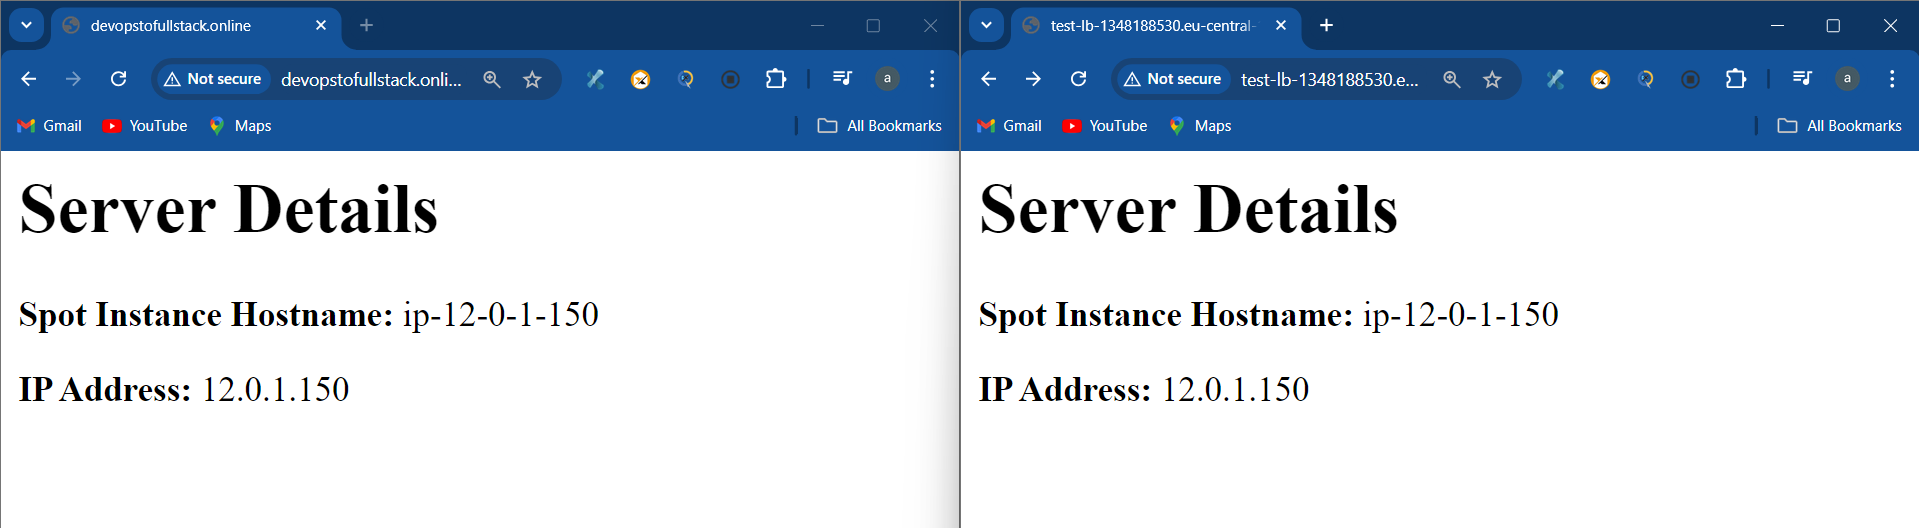 devopstofullstack.online
Not secure devopstofullstack.onli...
a
Gmail YouTube Maps All Bookmarks
Server Details
Spot Instance Hostname: ip-12-0-1-150
IP Address: 12.0.1.150
test-lb-1348188530.eu-central-
Not secure test-lb-1348188530.e...
a
Gmail YouTube Maps All Bookmarks
Server Details
Spot Instance Hostname: ip-12-0-1-150
IP Address: 12.0.1.150